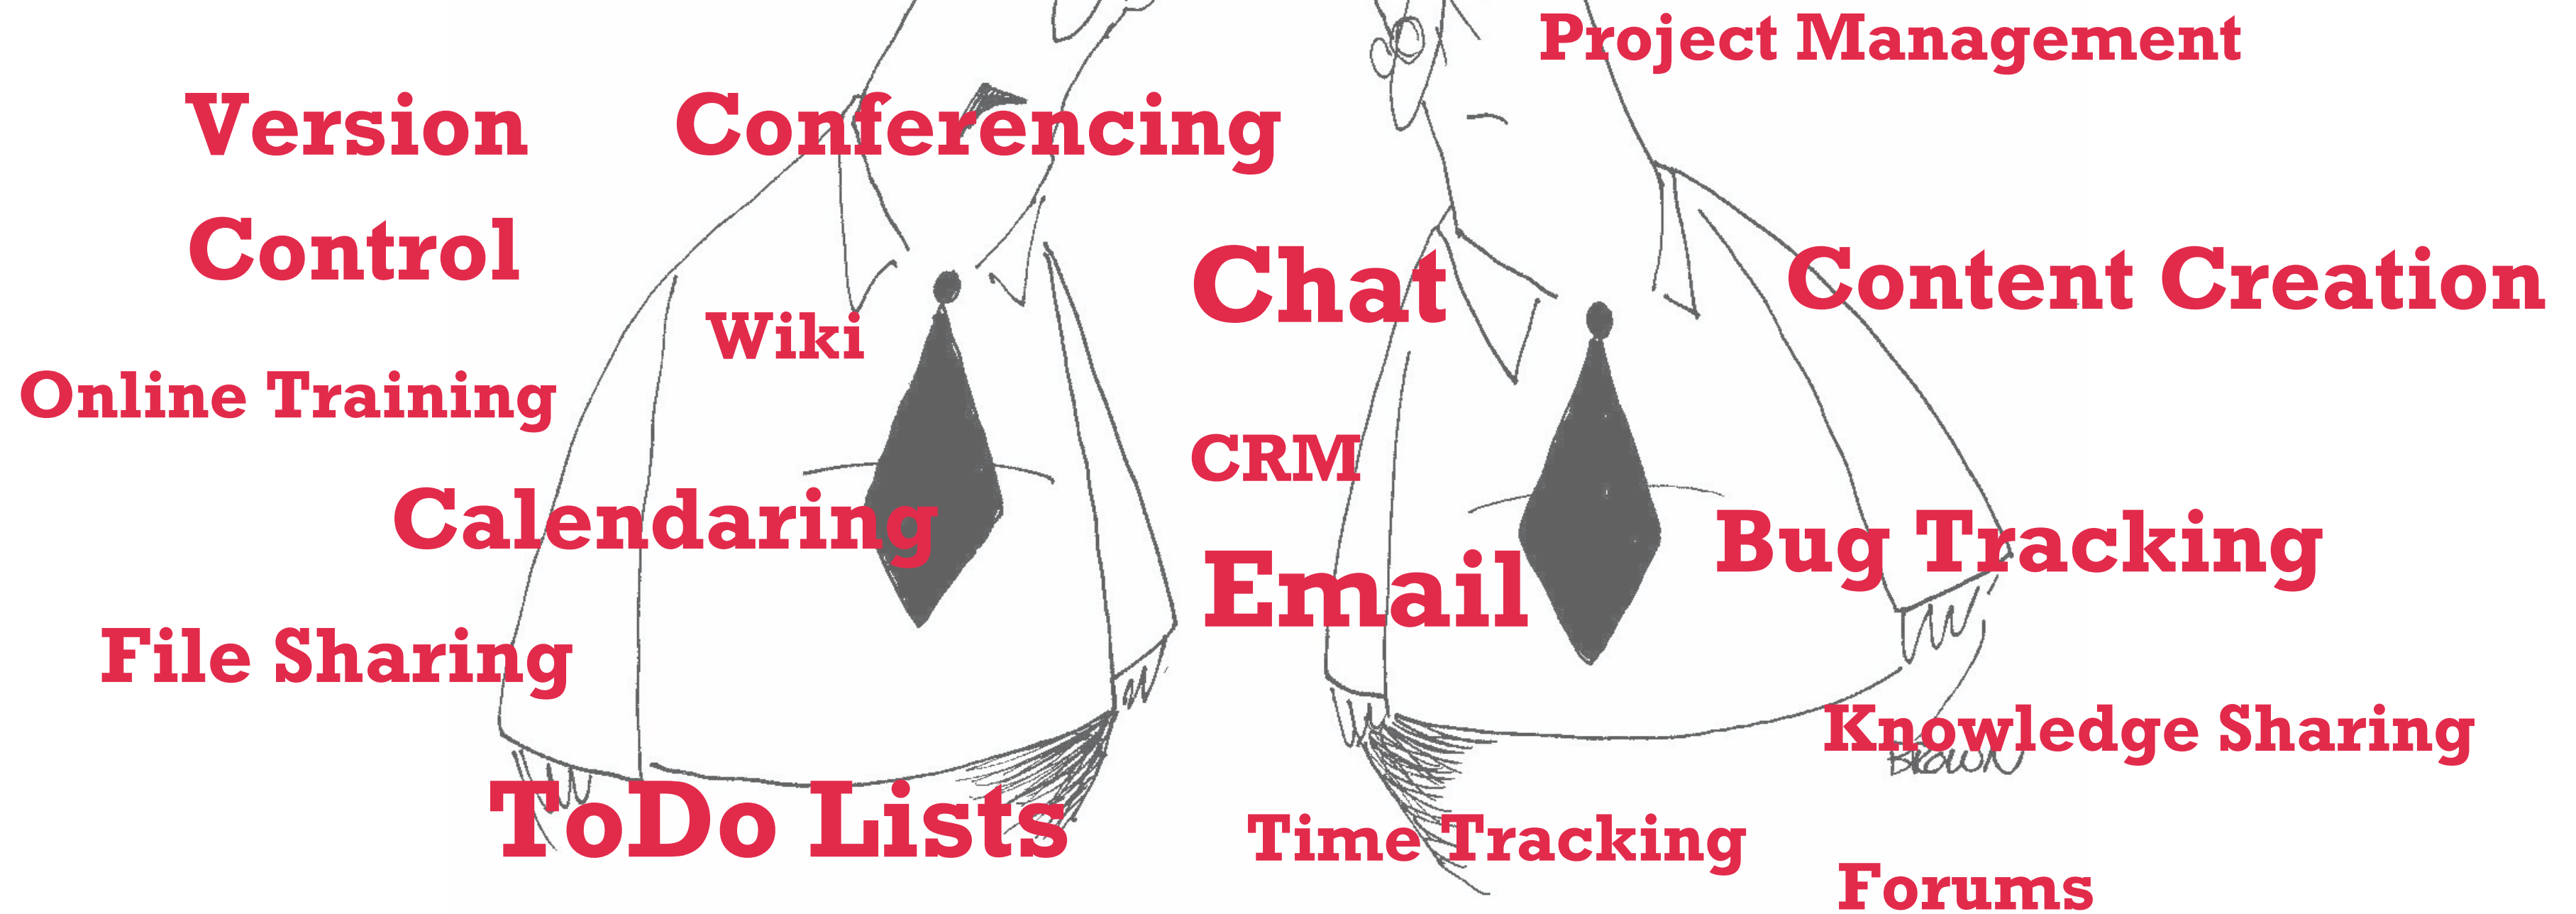 Project Management
Version
Control
Conferencing
Chat
Content Creation
Wiki
Online Training
CRM
Calendaring
Bug Tracking
Email
File Sharing
Knowledge Sharing
BROWN
ToDo Lists
Time Tracking
Forums